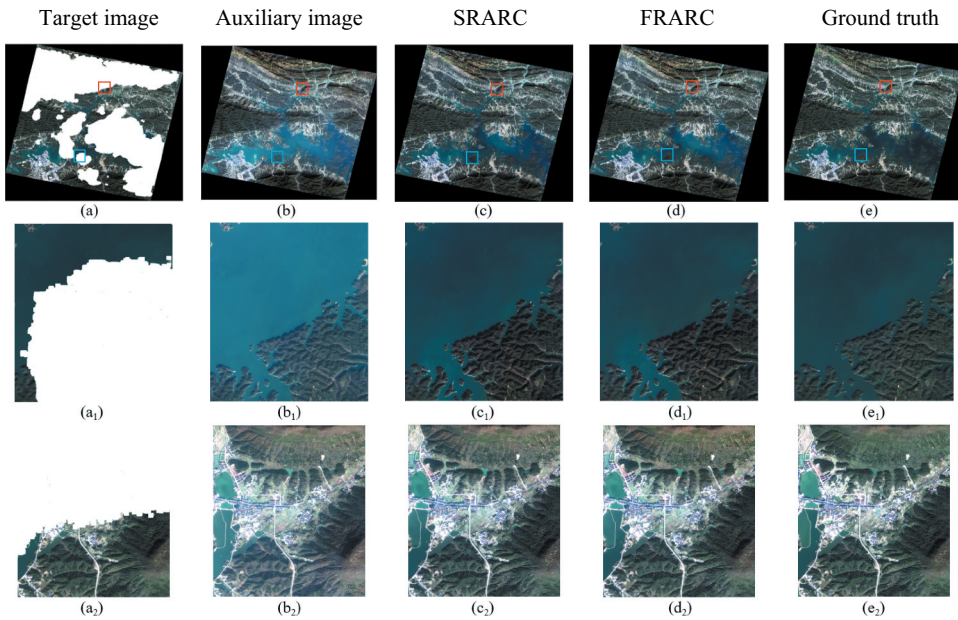 Target image Auxiliary image SRARC FRARC Ground truth
(a) (b) (c) (d) (e)
(a₁) (b₁) (c₁) (d₁) (e₁)
(a₂) (b₂) (c₂) (d₂) (e₂)